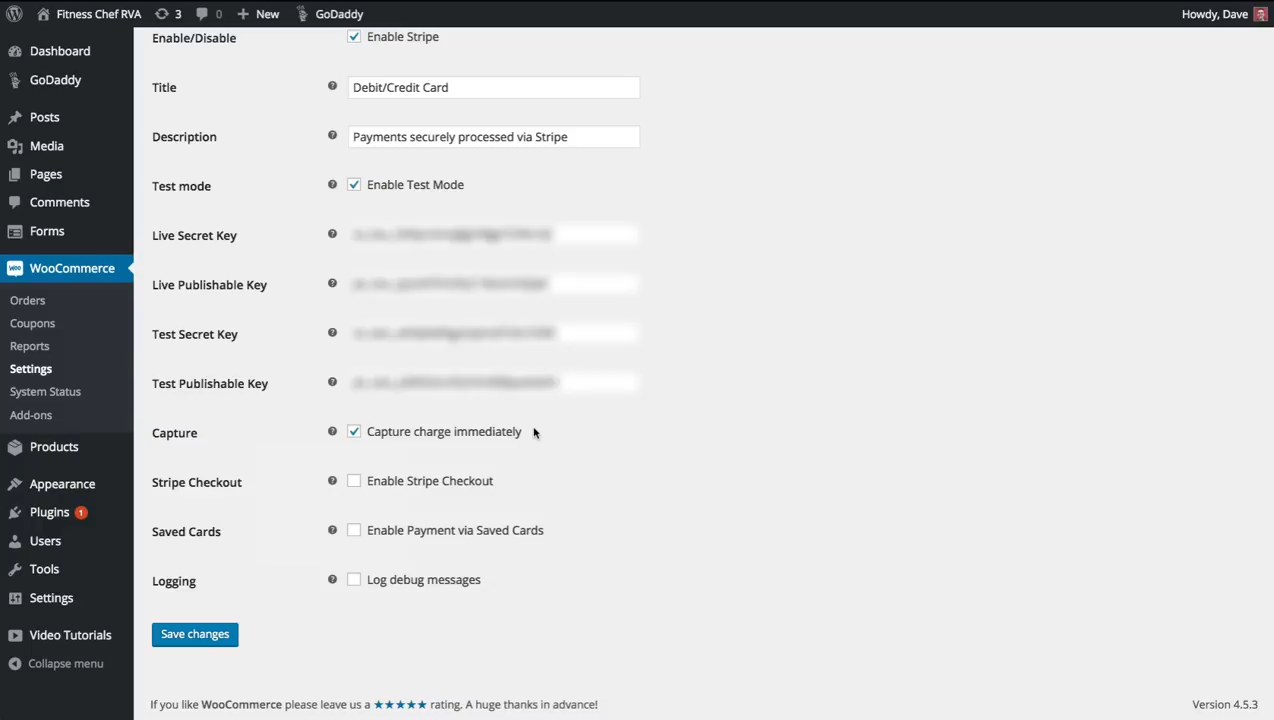 Fitness Chef RVA 3 0 New GoDaddy Howdy, Dave
Dashboard
GoDaddy
Posts
Media
Pages
Comments
Forms
WooCommerce
Orders
Coupons
Reports
Settings
System Status
Add-ons
Products
Appearance
Plugins 1
Users
Tools
Settings
Video Tutorials
Collapse menu
Enable/Disable Enable Stripe
Title Debit/Credit Card
Description Payments securely processed via Stripe
Test mode Enable Test Mode
Live Secret Key
Live Publishable Key
Test Secret Key
Test Publishable Key
Capture Capture charge immediately
Stripe Checkout Enable Stripe Checkout
Saved Cards Enable Payment via Saved Cards
Logging Log debug messages
Save changes
If you like WooCommerce please leave us a ★★★★★ rating. A huge thanks in advance! Version 4.5.3